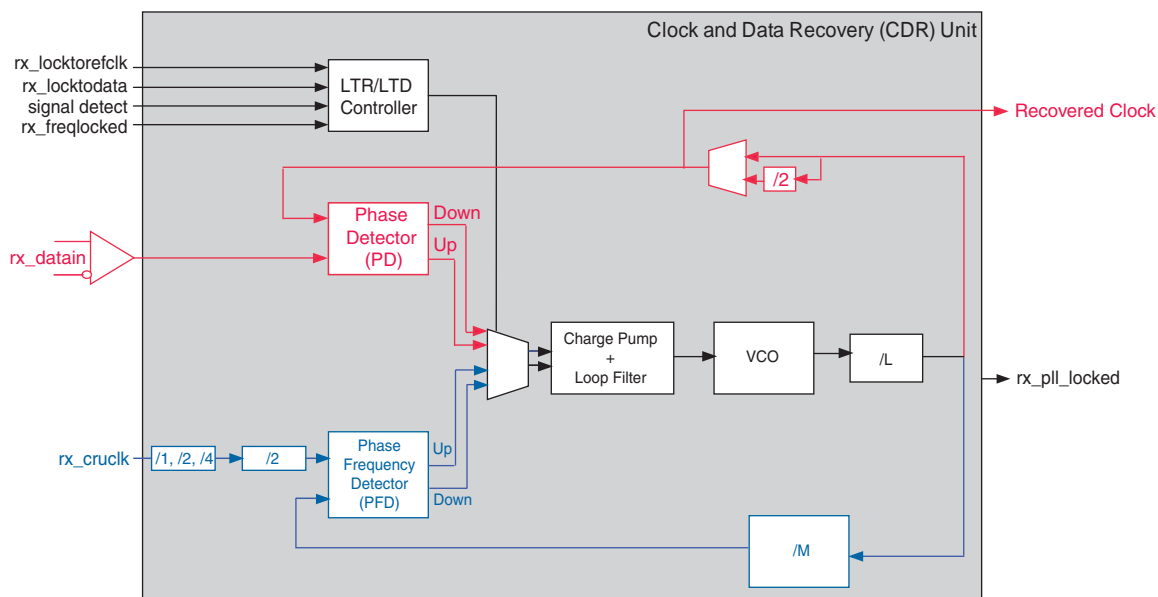 Clock and Data Recovery (CDR) Unit
rx_locktorefclk
rx_locktodata
signal detect
rx_freqlocked
LTR/LTD
Controller
Recovered Clock
/2
rx_datain
Phase
Detector
(PD)
Down
Up
Charge Pump
+
Loop Filter
VCO
/L
rx_pll_locked
rx_cruclk
/1, /2, /4
/2
Phase
Frequency
Detector
(PFD)
Up
Down
/M